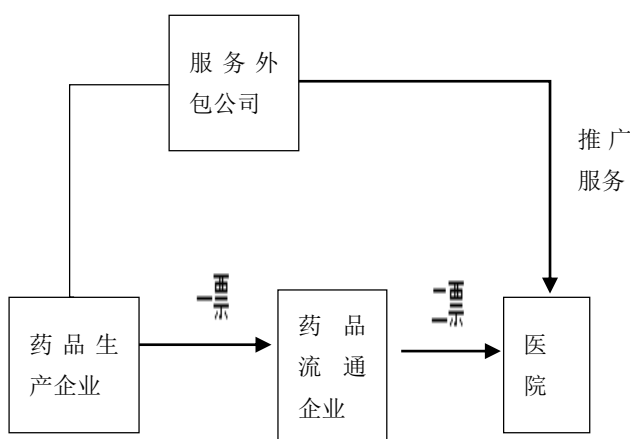 服务外
包公司
推广
服务
一票
二票
药品生
产企业
药品
流通
企业
医
院